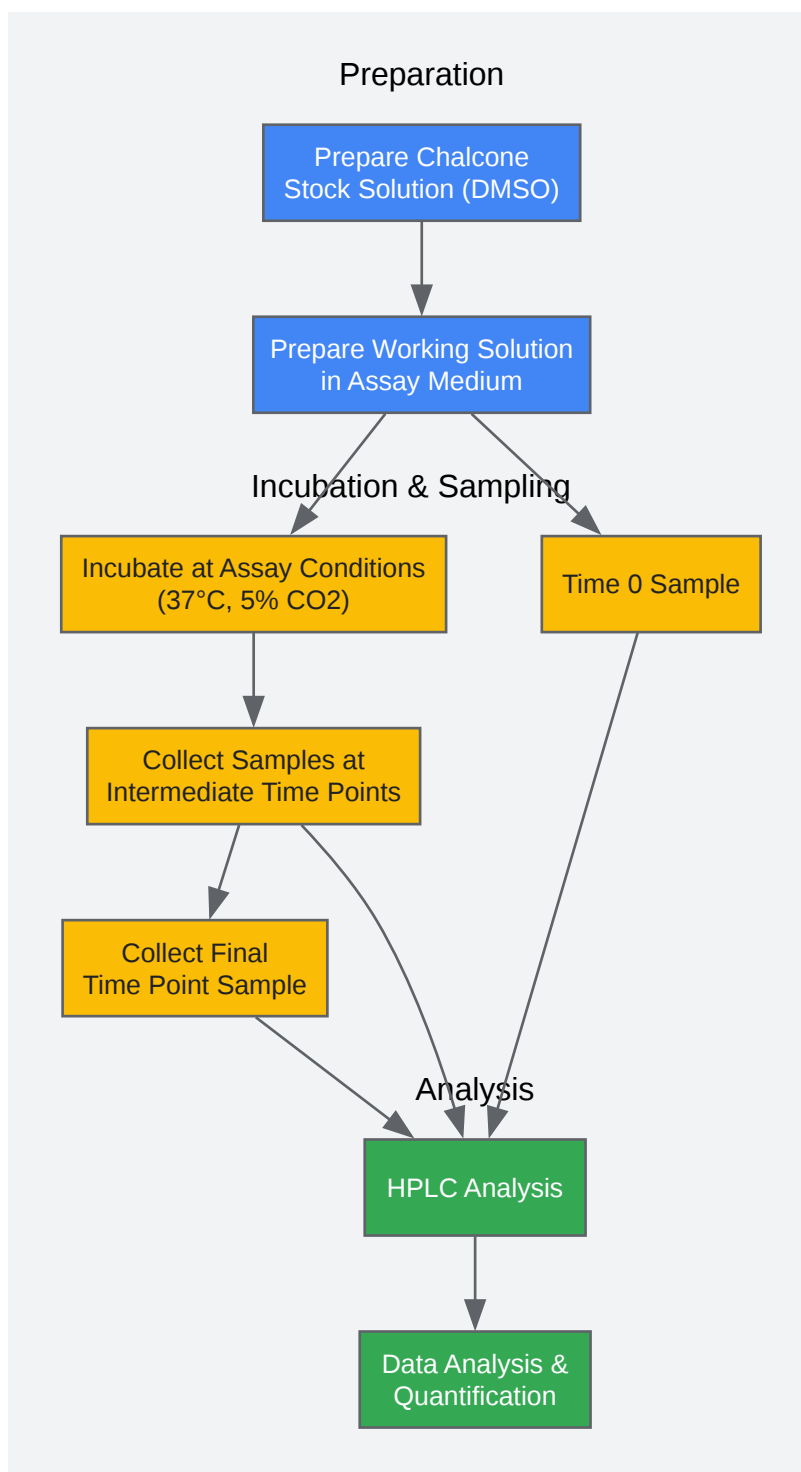 Preparation
Prepare Chalcone
Stock Solution (DMSO)
Prepare Working Solution
in Assay Medium
Incubation & Sampling
Incubate at Assay Conditions
(37°C, 5% CO2)
Time 0 Sample
Collect Samples at
Intermediate Time Points
Collect Final
Time Point Sample
Analysis
HPLC Analysis
Data Analysis &
Quantification